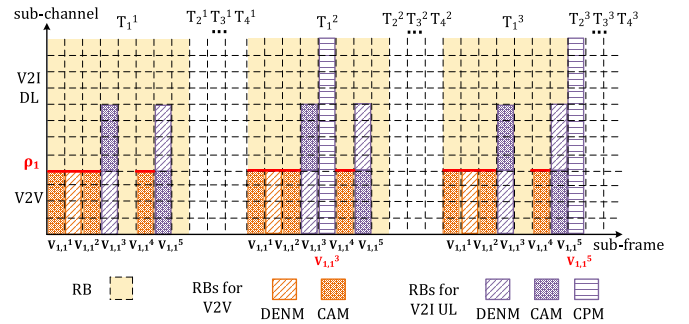 sub-channel
T₁¹ T₂¹ T₃¹ T₄¹ T₁² T₂² T₃² T₄² T₁³ T₂³ T₃³ T₄³
... ... ...
V2I
DL
ρ₁
V2V
V₁,₁¹ V₁,₁² V₁,₁³ V₁,₁⁴ V₁,₁⁵ V₁,₁¹ V₁,₁² V₁,₁³ V₁,₁⁴ V₁,₁⁵ V₁,₁¹ V₁,₁² V₁,₁³ V₁,₁⁴ V₁,₁⁵ sub-frame
V₁,₁³ V₁,₁⁵
RB RBs for V2V DENM CAM RBs for V2I UL DENM CAM CPM